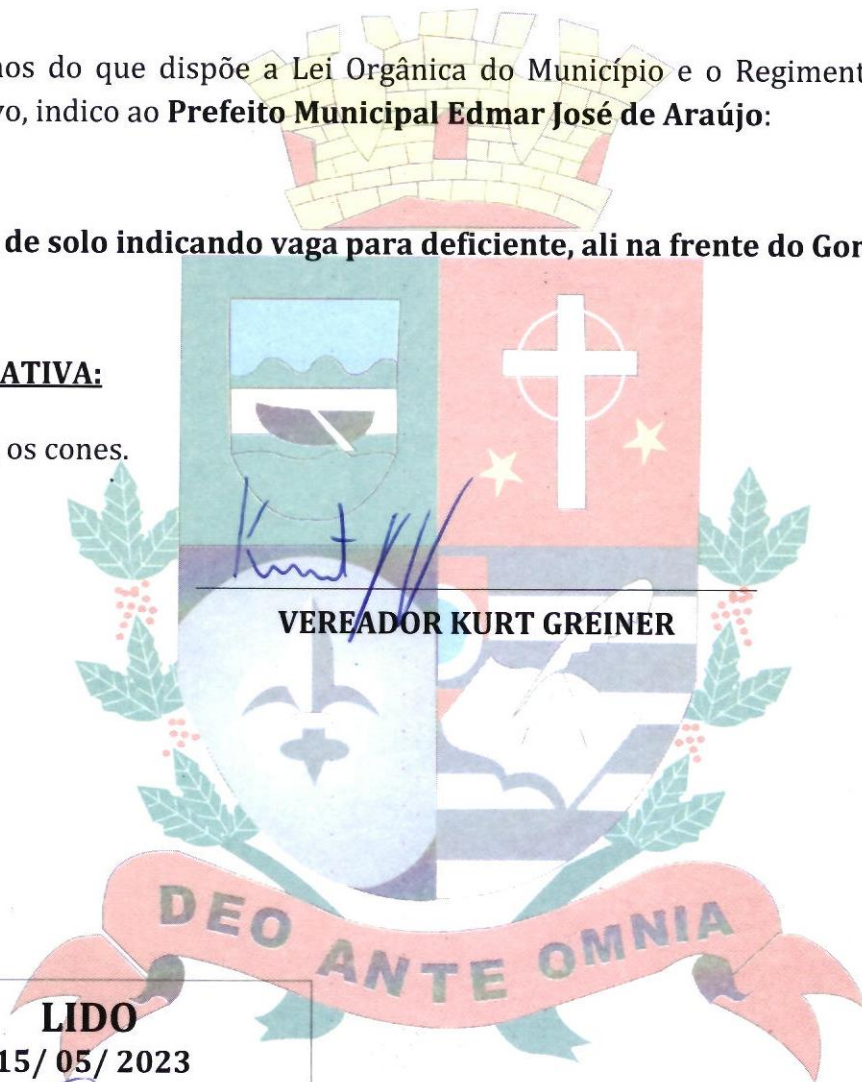 nos do que dispõe a Lei Orgânica do Município e o Regiment
vo, indico ao Prefeito Municipal Edmar José de Araújo:
de solo indicando vaga para deficiente, ali na frente do Gor
ATIVA:
os cones.
Kurt
VEREADOR KURT GREINER
DEO ANTE OMNIA
LIDO
15/ 05/ 2023